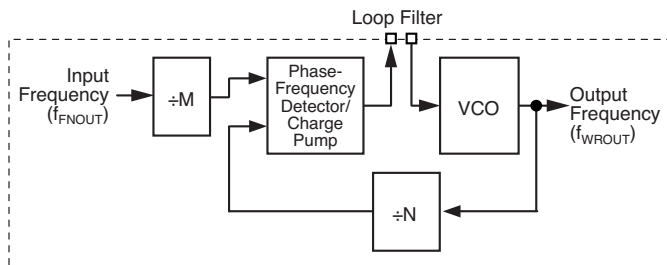 Loop Filter
Input
Frequency
(fFNOUT)
÷M
Phase-
Frequency
Detector/
Charge
Pump
VCO
Output
Frequency
(fWROUT)
÷N